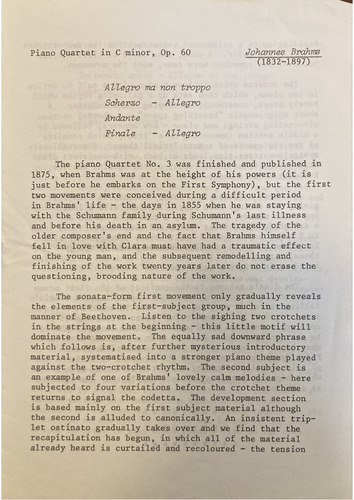 Piano Quartet in C minor, Op. 60 Johannes Brahms
(1832-1897)
Allegro ma non troppo
Scherzo - Allegro
Andante
Finale - Allegro
The piano Quartet No. 3 was finished and published in
1875, when Brahms was at the height of his powers (it is
just before he embarks on the First Symphony), but the first
two movements were conceived during a difficult period
in Brahms' life - the days in 1855 when he was staying
with the Schumann family during Schumann's last illness
and before his death in an asylum. The tragedy of the
older composer's end and the fact that Brahms himself
fell in love with Clara must have had a traumatic effect
on the young man, and the subsequent remodelling and
finishing of the work twenty years later do not erase the
questioning, brooding nature of the work.
The sonata-form first movement only gradually reveals
the elements of the first-subject group, much in the
manner of Beethoven. Listen to the sighing two crotchets
in the strings at the beginning - this little motif will
dominate the movement. The equally sad downward phrase
which follows is, after further mysterious introductory
material, systematised into a stronger piano theme played
against the two-crotchet rhythm. The second subject is
an example of one of Brahms' lovely calm melodies - here
subjected to four variations before the crotchet theme
returns to signal the codetta. The development section
is based mainly on the first subject material although
the second is alluded to canonically. An insistent trip-
let ostinato gradually takes over and we find that the
recapitulation has begun, in which all of the material
already heard is curtailed and recoloured - the tension